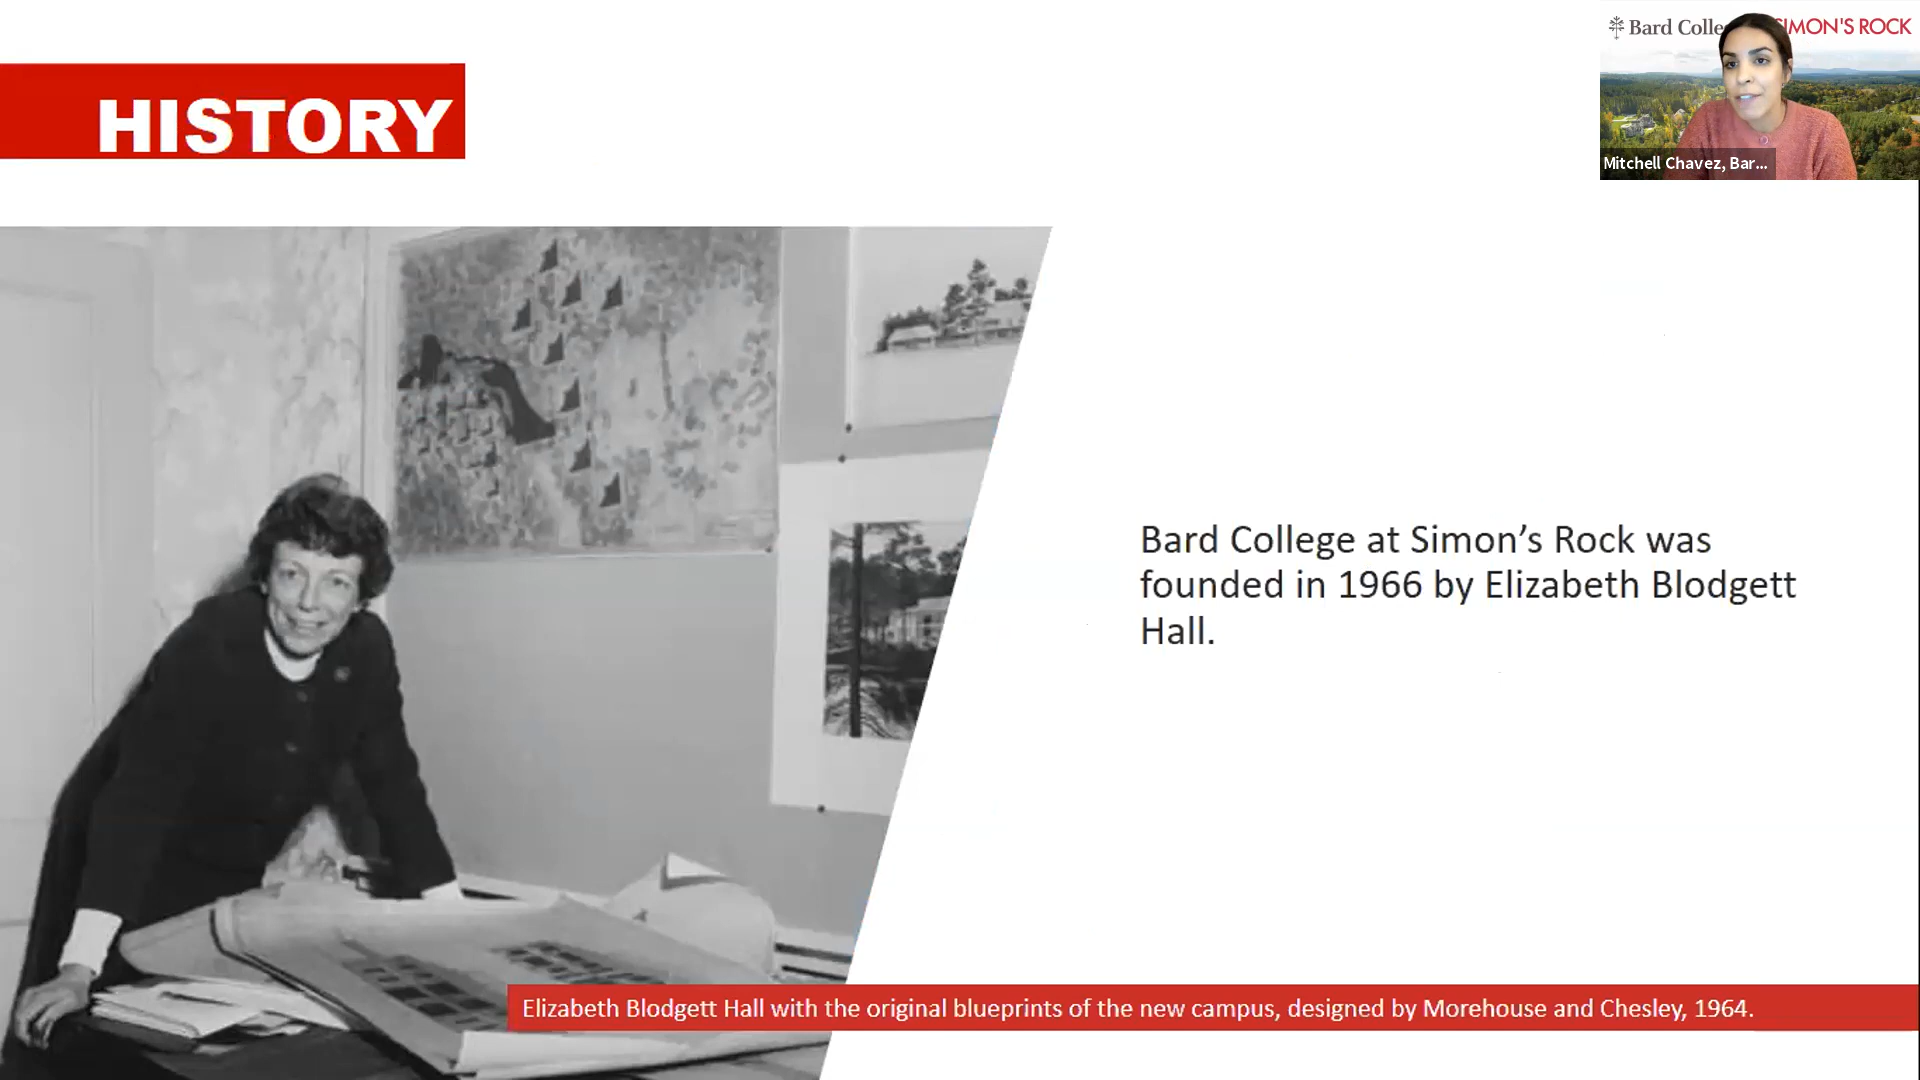 HISTORY
Bard Colle
SIMON'S ROCK
Mitchell Chavez, Bar...
Bard College at Simon’s Rock was
founded in 1966 by Elizabeth Blodgett
Hall.
Elizabeth Blodgett Hall with the original blueprints of the new campus, designed by Morehouse and Chesley, 1964.